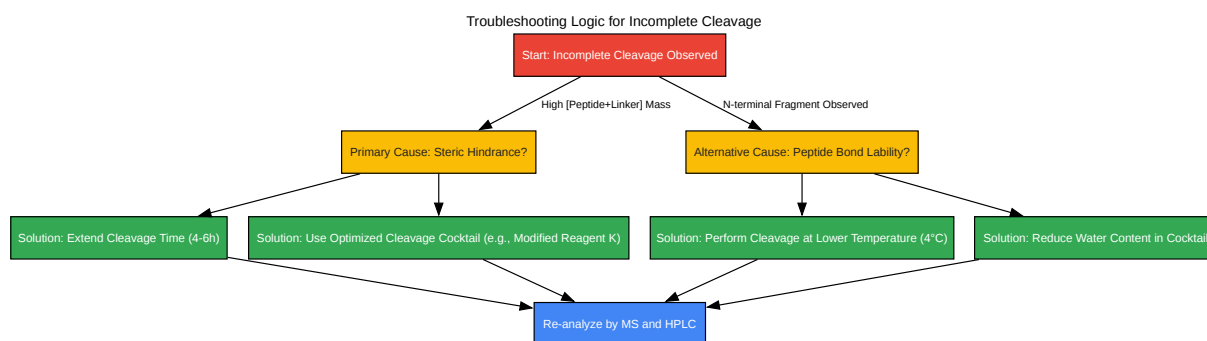 Troubleshooting Logic for Incomplete Cleavage
Start: Incomplete Cleavage Observed
High [Peptide+Linker] Mass
N-terminal Fragment Observed
Primary Cause: Steric Hindrance?
Alternative Cause: Peptide Bond Lability?
Solution: Extend Cleavage Time (4-6h)
Solution: Use Optimized Cleavage Cocktail (e.g., Modified Reagent K)
Solution: Perform Cleavage at Lower Temperature (4°C)
Solution: Reduce Water Content in Cocktail
Re-analyze by MS and HPLC